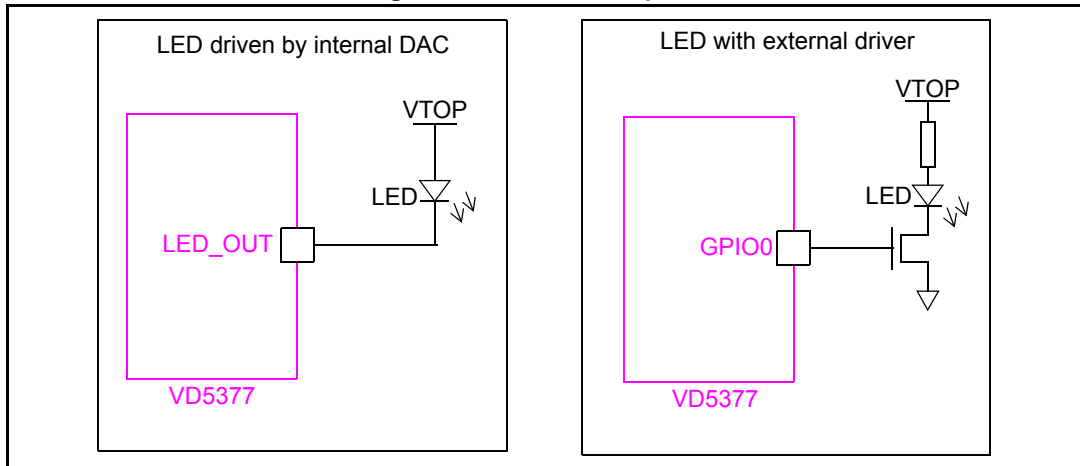 LED driven by internal DAC
VTOP
LED
LED_OUT
VD5377
LED with external driver
VTOP
LED
GPIO0
VD5377